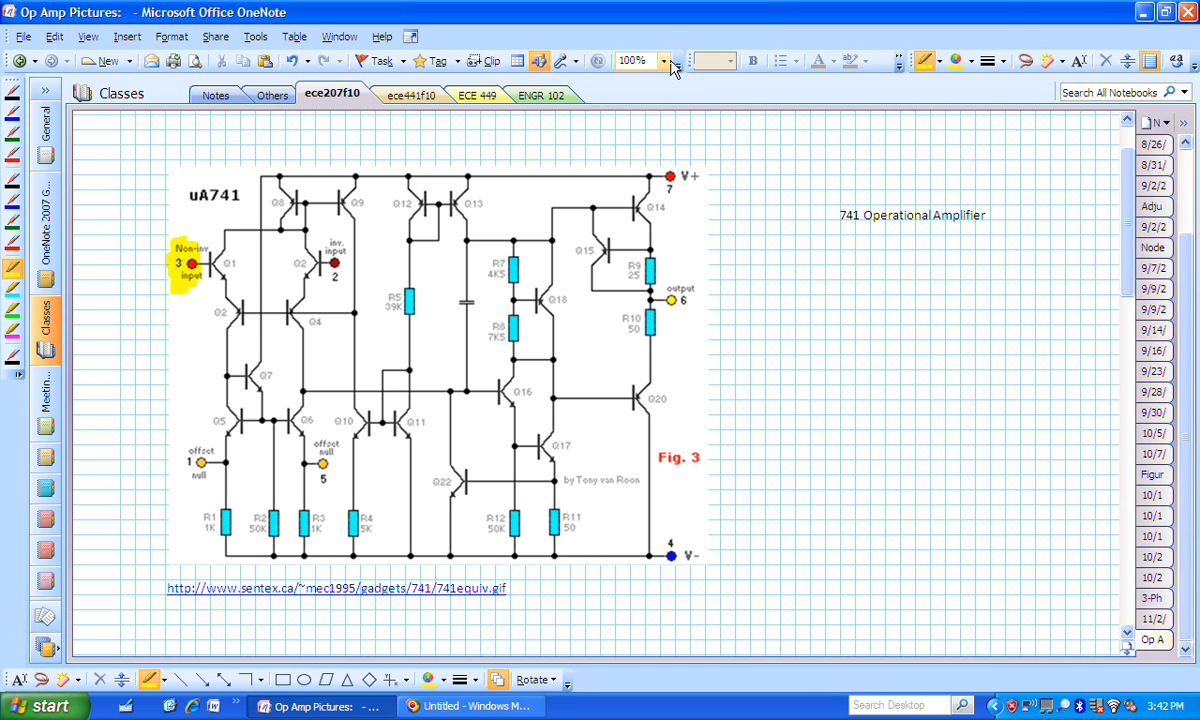 Op Amp Pictures: - Microsoft Office OneNote
File Edit View Insert Format Share Tools Table Window Help
New Task Tag Clip 100% B A ab
Classes Notes Others ece207f10 ece441f10 ECE 449 ENGR 102 Search All Notebooks N
General
OneNote 2007 G...
Classes
Meetin..
8/26/
8/31/
9/2/2
Adju
9/2/2
Node
9/7/2
9/9/2
9/9/2
9/14/
9/16/
9/23/
9/28/
9/30/
10/5/
10/7/
Figur
10/1
10/1
10/1
10/2
10/2
3-Ph
11/2/
Op A
uA741
741 Operational Amplifier
Q8 Q9 Q12 Q13 7 V+ Q14
Non-inv
3
input
Q1
Q2
inv.
input
2
Q15
R7
4K5
R9
25
output
6
R5
39K
Q18
Q2
Q4
R8
7K5
R10
50
Q7
Q16
Q20
Q5
Q6
Q10
Q11
Q17
offset
1
null
offset
null
5
Q22
Fig. 3
by Tony van Roon
R1
1K
R2
50K
R3
1K
R4
5K
R12
50K
R11
50
4
V-
http://www.sentex.ca/~mec1995/gadgets/741/741equiv.gif
Rotate
start Op Amp Pictures: - ... Untitled - Windows M... Search Desktop 3:42 PM